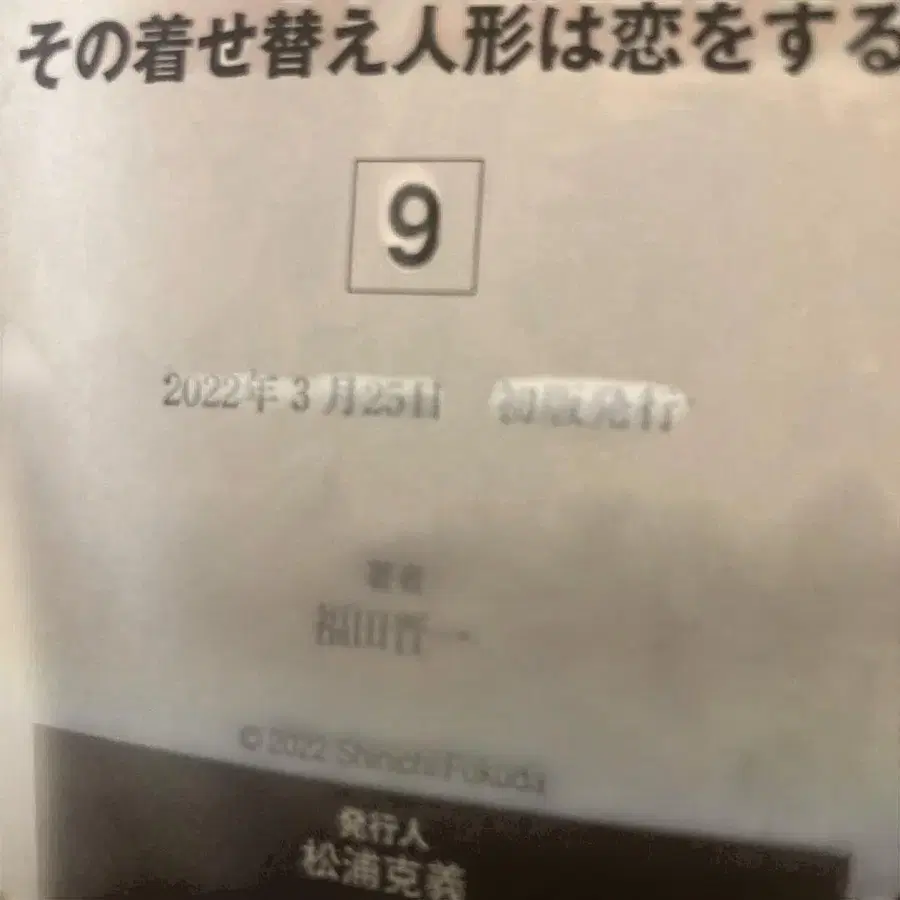 その着せ替え人形は恋をする
9
2022年3月25日 初版発行
著者
福田晋一
© 2022 Shinichi Fukuda
発行人
松浦克義